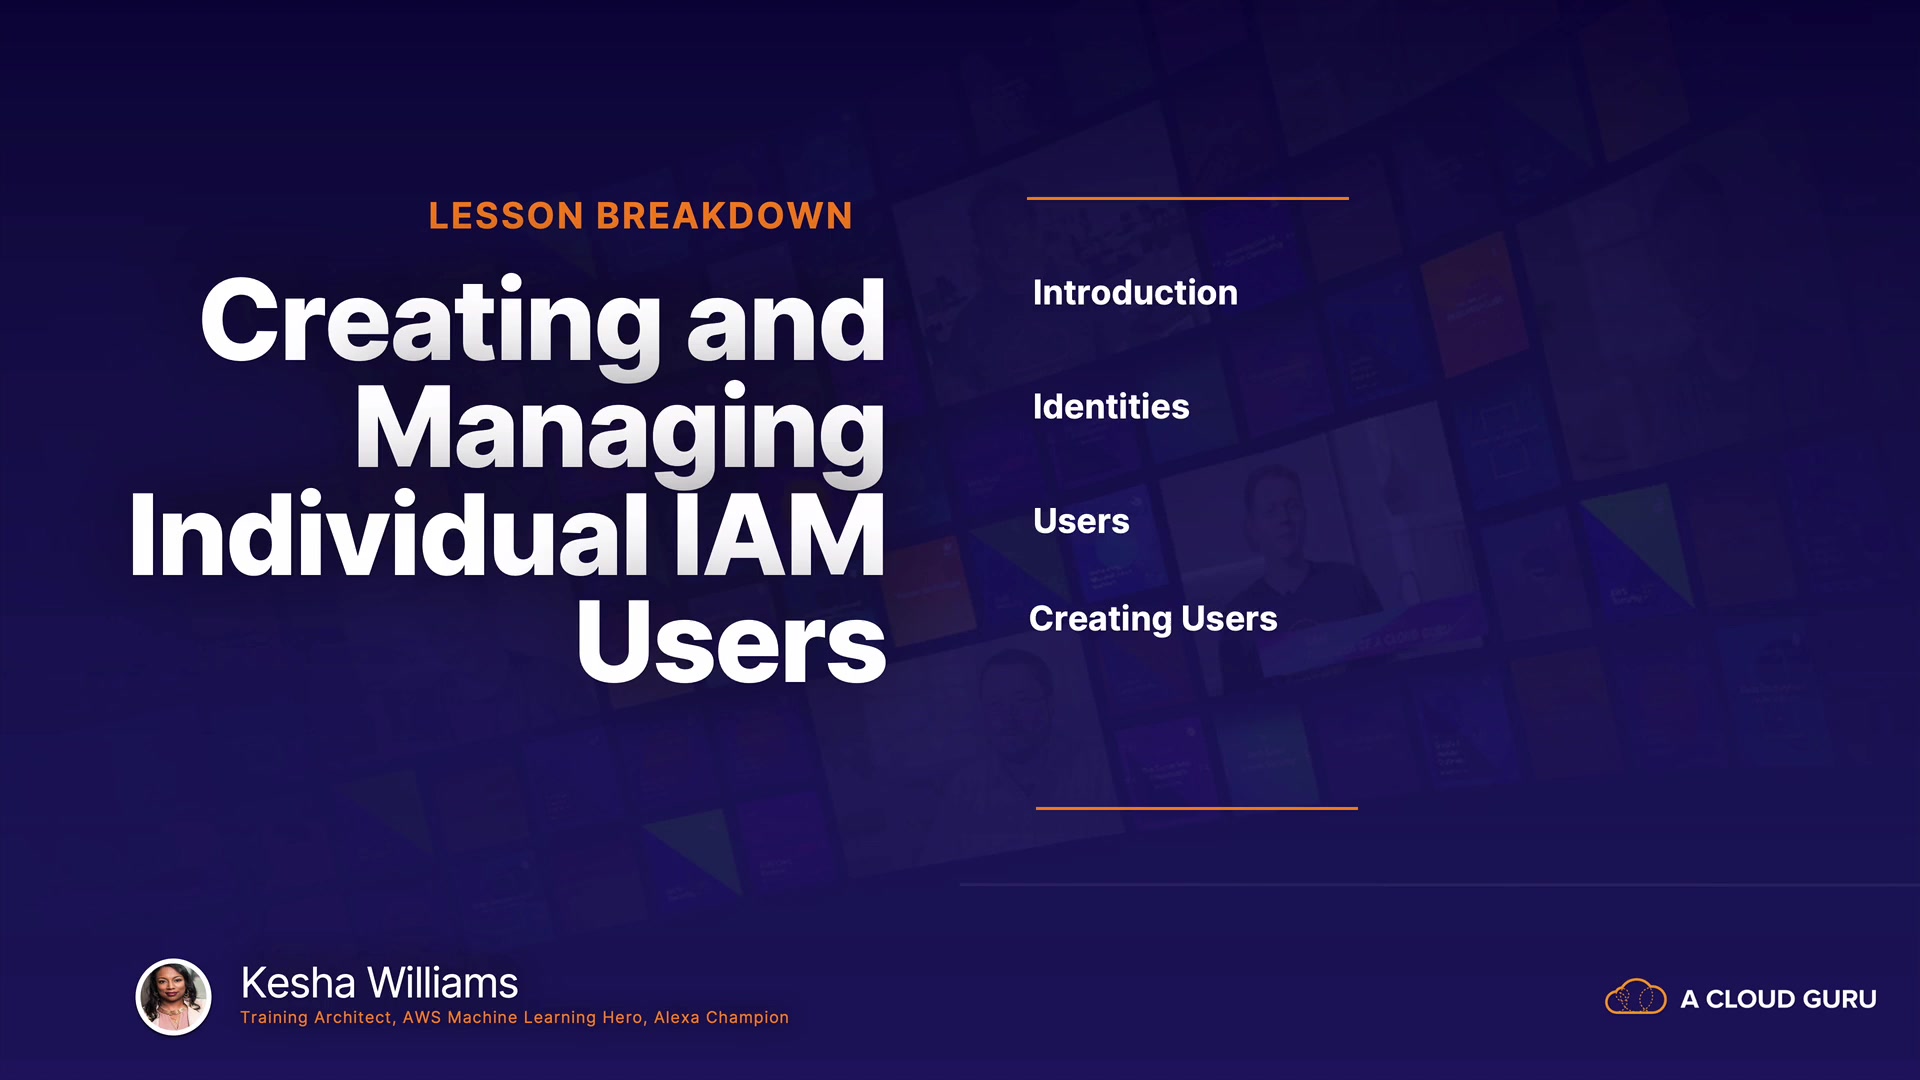 LESSON BREAKDOWN
Creating and
Managing
Individual IAM
Users
Introduction
Identities
Users
Creating Users
Kesha Williams
Training Architect, AWS Machine Learning Hero, Alexa Champion
A CLOUD GURU